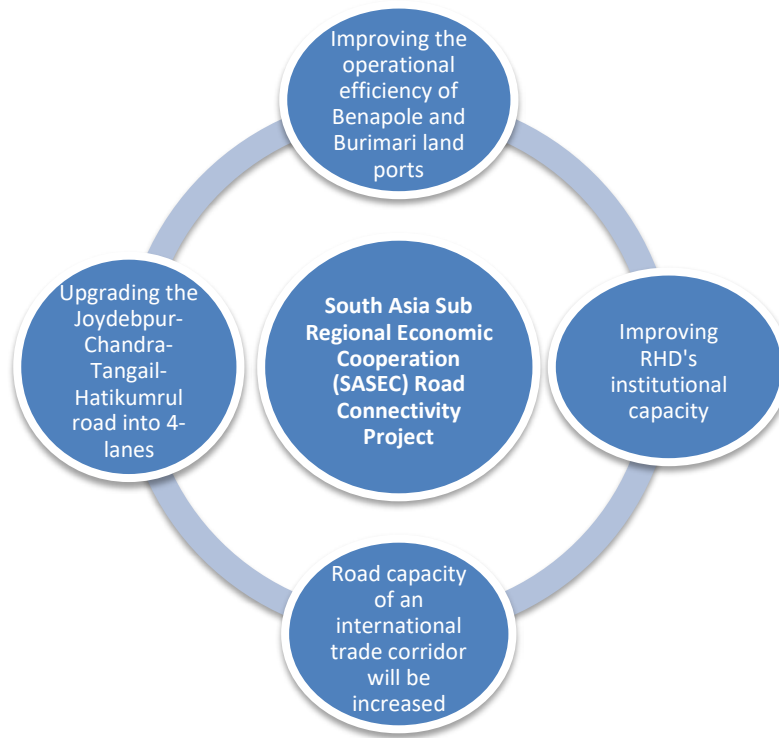 Improving the
operational
efficiency of
Benapole and
Burimari land
ports
Upgrading the
Joydebpur-
Chandra-
Tangail-
Hatikumrul
road into 4-
lanes
South Asia Sub
Regional Economic
Cooperation
(SASEC) Road
Connectivity
Project
Improving
RHD's
institutional
capacity
Road capacity
of an
international
trade corridor
will be
increased